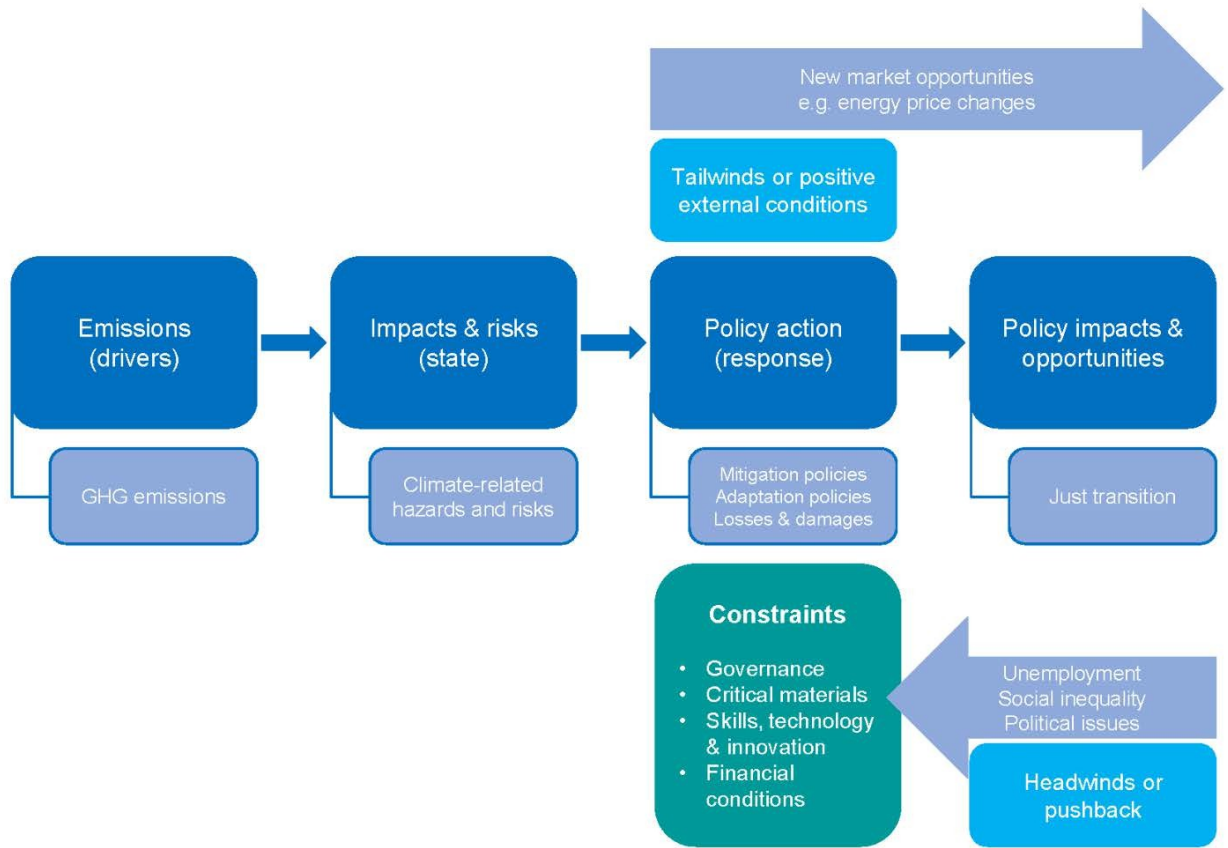 New market opportunities
e.g. energy price changes
Tailwinds or positive
external conditions
Emissions
(drivers)
Impacts & risks
(state)
Policy action
(response)
Policy impacts &
opportunities
GHG emissions
Climate-related
hazards and risks
Mitigation policies
Adaptation policies
Losses & damages
Just transition
Constraints
• Governance
• Critical materials
• Skills, technology
& innovation
• Financial
conditions
Unemployment
Social inequality
Political issues
Headwinds or
pushback